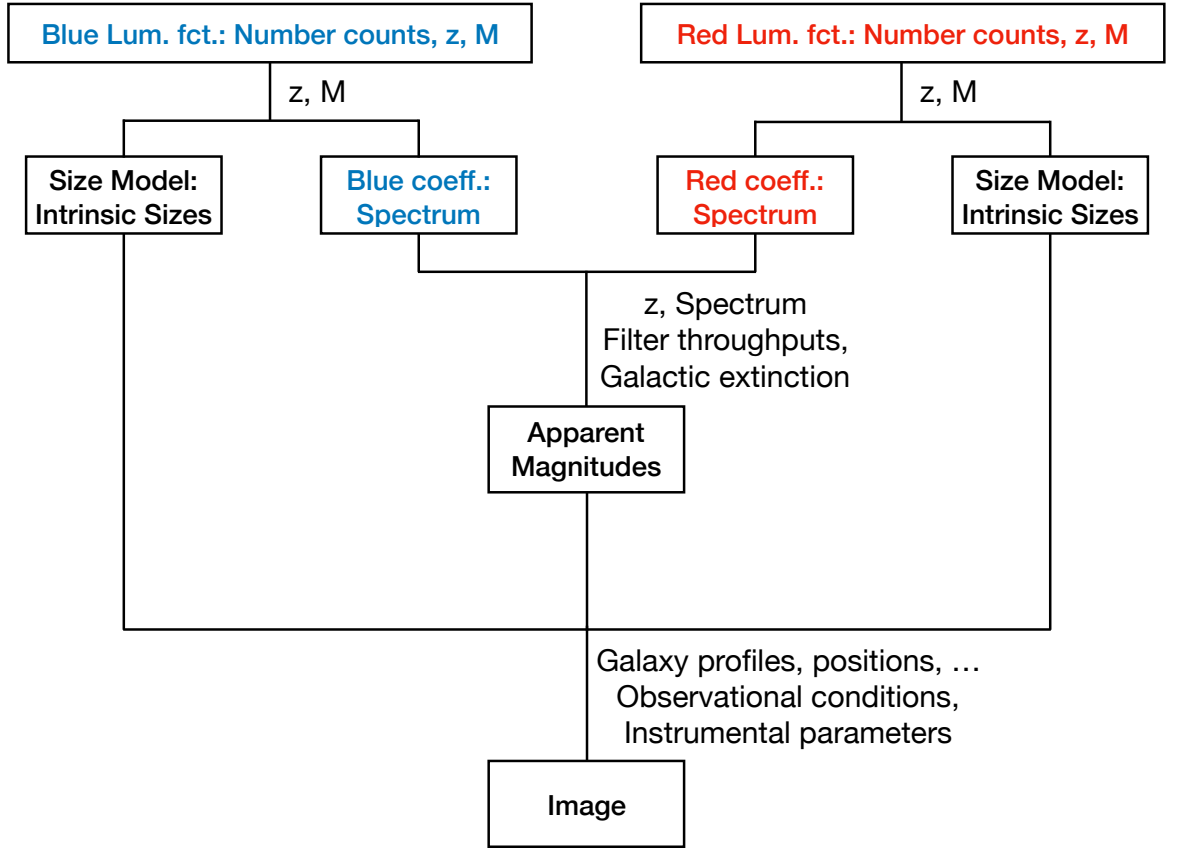 Blue Lum. fct.: Number counts, z, M
Red Lum. fct.: Number counts, z, M
z, M
z, M
Size Model:
Intrinsic Sizes
Blue coeff.:
Spectrum
Red coeff.:
Spectrum
Size Model:
Intrinsic Sizes
z, Spectrum
Filter throughputs,
Galactic extinction
Apparent
Magnitudes
Galaxy profiles, positions, …
Observational conditions,
Instrumental parameters
Image